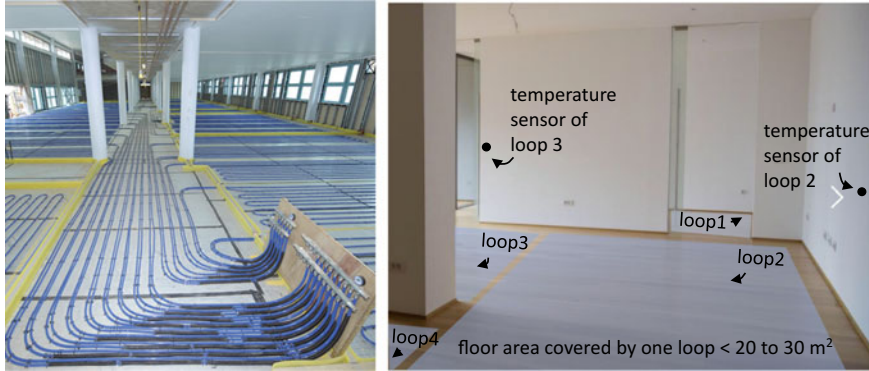 temperature
sensor of
loop 3
temperature
sensor of
loop 2
loop1
loop3
loop2
loop4
floor area covered by one loop < 20 to 30 m²